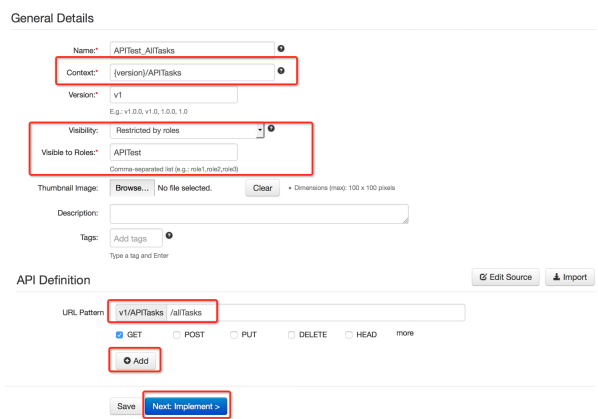 General Details
Name:* APITest_AllTasks
Context:* {version}/APITasks
Version:* v1
E.g.: v1.0.0, v1.0, 1.0.0, 1.0
Visibility: Restricted by roles
Visible to Roles:* APITest
Comma-separated list (e.g.: role1,role2,role3)
Thumbnail Image: Browse... No file selected. Clear • Dimensions (max): 100 x 100 pixels
Description:
Tags: Add tags
Type a tag and Enter
API Definition Edit Source Import
URL Pattern v1/APITasks /allTasks
GET POST PUT DELETE HEAD more
Add
Save Next: Implement >